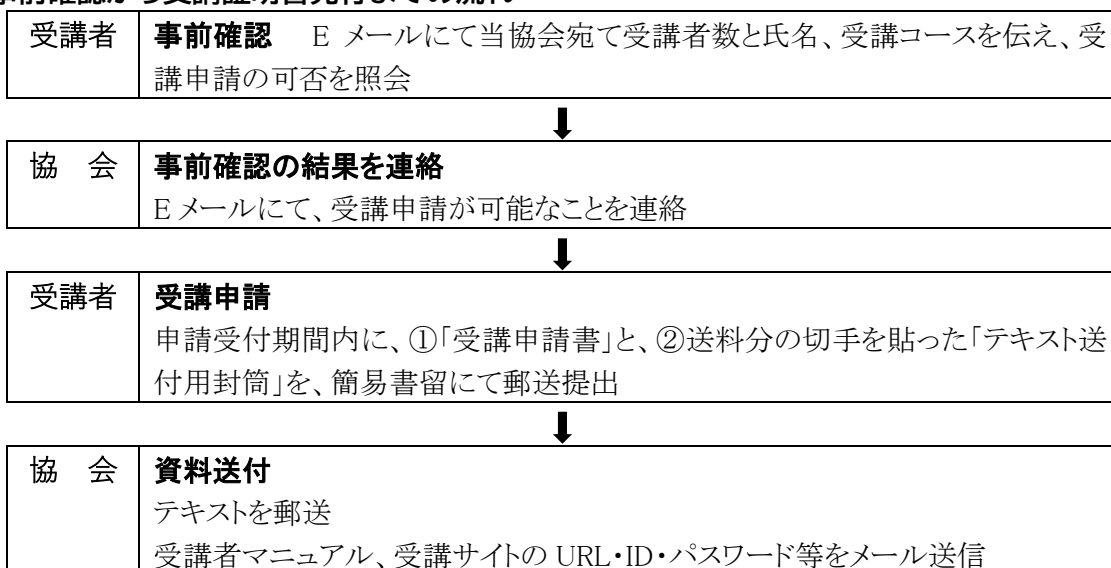 受講者 事前確認 E メールにて当協会宛て受講者数と氏名、受講コースを伝え、受
講申請の可否を照会
協 会 事前確認の結果を連絡
E メールにて、受講申請が可能なことを連絡
受講者 受講申請
申請受付期間内に、①「受講申請書」と、②送料分の切手を貼った「テキスト送
付用封筒」を、簡易書留にて郵送提出
協 会 資料送付
テキストを郵送
受講者マニュアル、受講サイトの URL・ID・パスワード等をメール送信